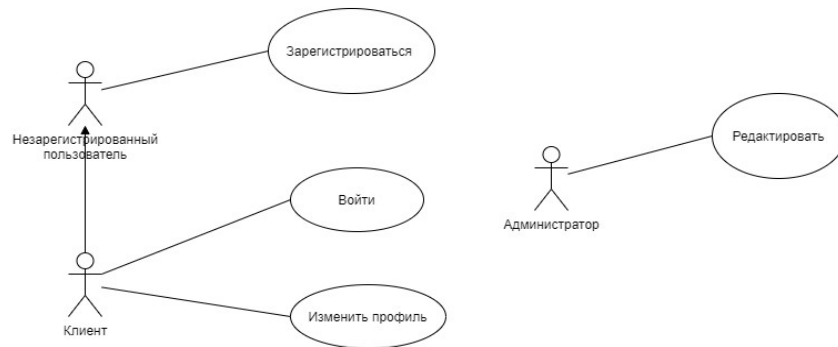 Зарегистрироваться
Незарегистрированный
пользователь
Редактировать
Администратор
Войти
Клиент
Изменить профиль